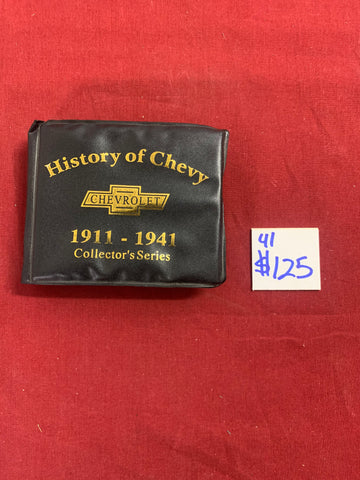 History of Chevy
CHEVROLET
1911 - 1941
Collector's Series
41
$125